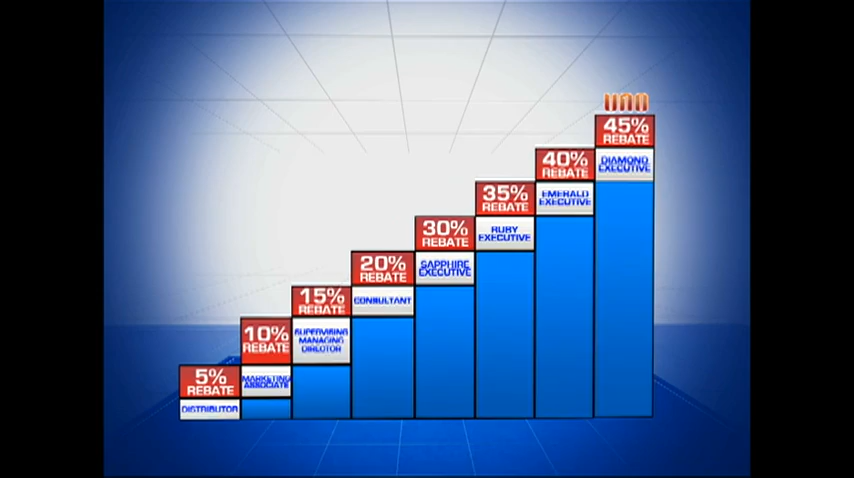 uno
45%
REBATE
DIAMOND
EXECUTIVE
40%
REBATE
EMERALD
EXECUTIVE
35%
REBATE
RUBY
EXECUTIVE
30%
REBATE
SAPPHIRE
EXECUTIVE
20%
REBATE
CONSULTANT
15%
REBATE
SUPERVISING
MANAGING
DIRECTOR
10%
REBATE
MARKETING
ASSOCIATE
5%
REBATE
DISTRIBUTOR